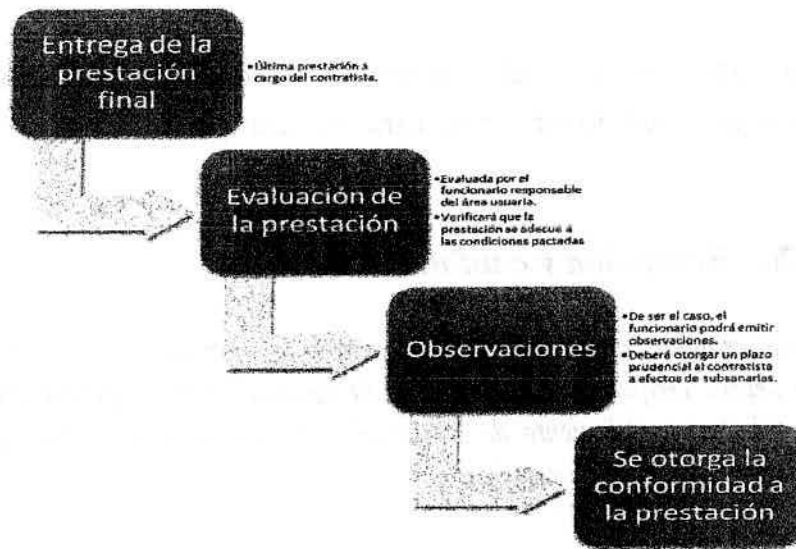 Entrega de la
prestación
final
• Última prestación a
cargo del contratista.
Evaluación de
la prestación
• Evaluada por el
funcionario responsable
del área usuaria.
• Verificará que la
prestación se adecue a
las condiciones pactadas
Observaciones
• De ser el caso, el
funcionario podrá emitir
observaciones.
• Deberá otorgar un plazo
prudencial al contratista
a efectos de subsanarlas.
Se otorga la
conformidad a
la prestación